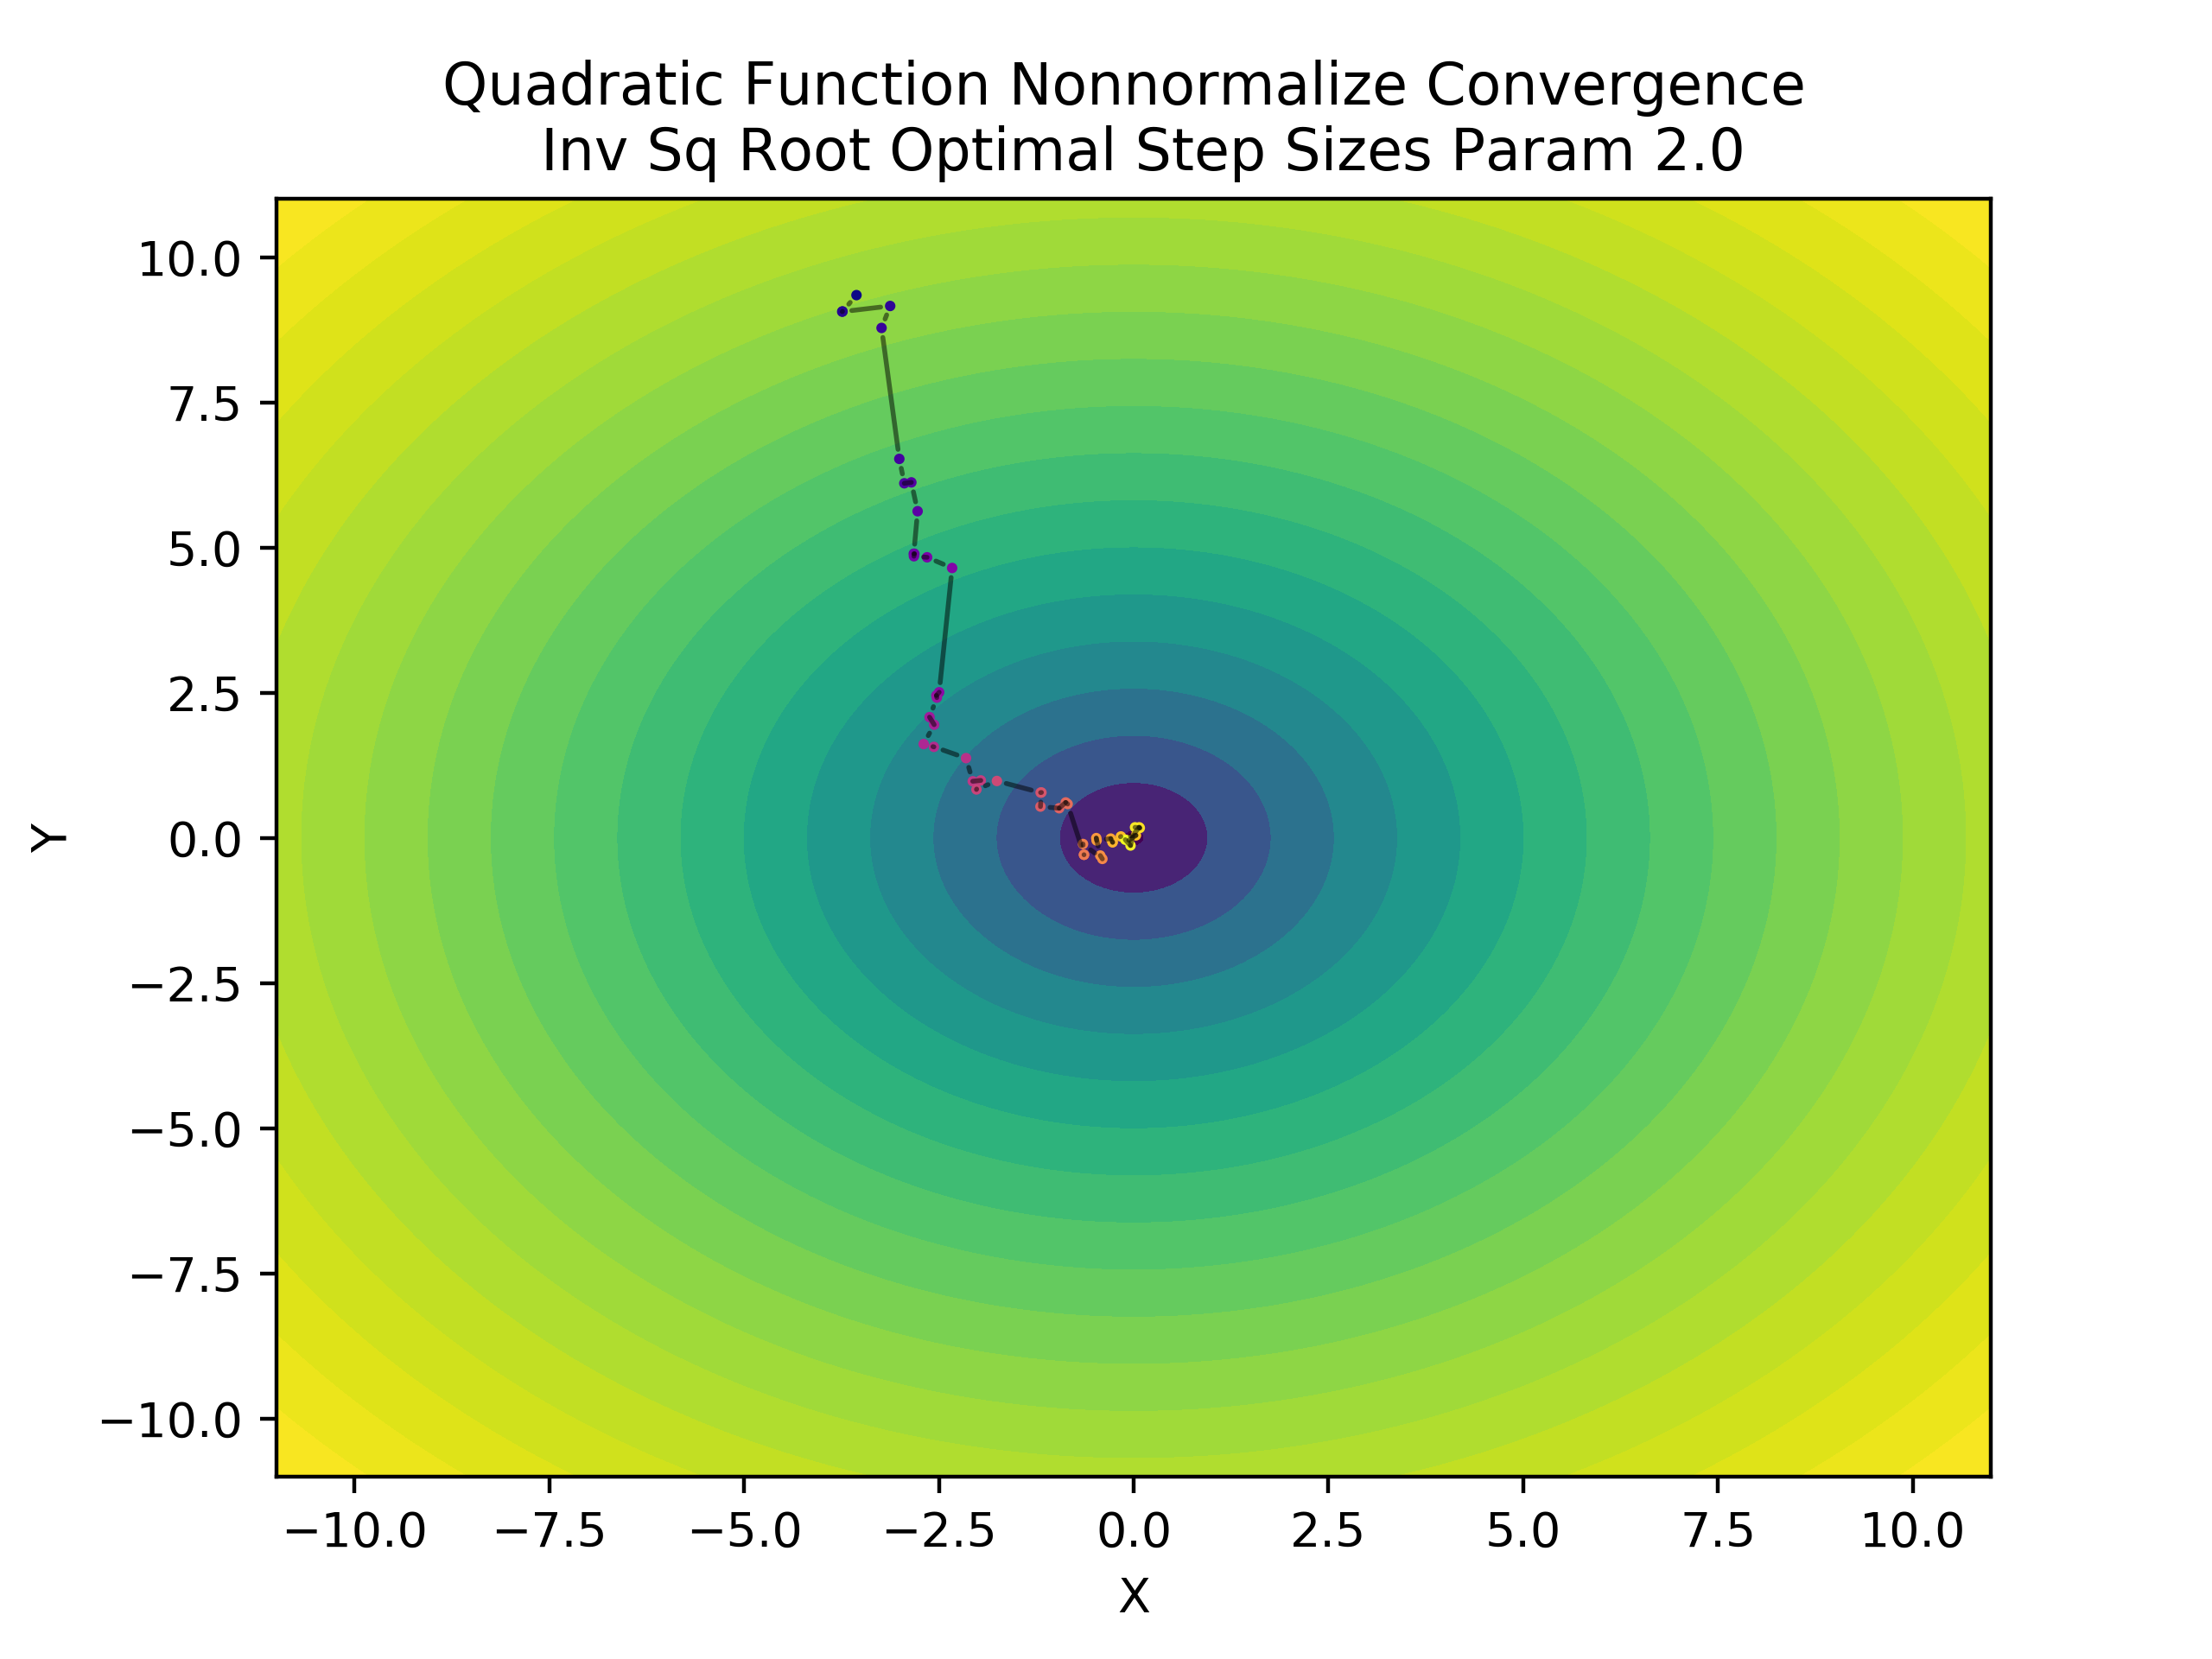 Quadratic Function Nonnormalize Convergence
Inv Sq Root Optimal Step Sizes Param 2.0
10.0
7.5
5.0
2.5
0.0
−2.5
−5.0
−7.5
−10.0
Y
−10.0 −7.5 −5.0 −2.5 0.0 2.5 5.0 7.5 10.0
X